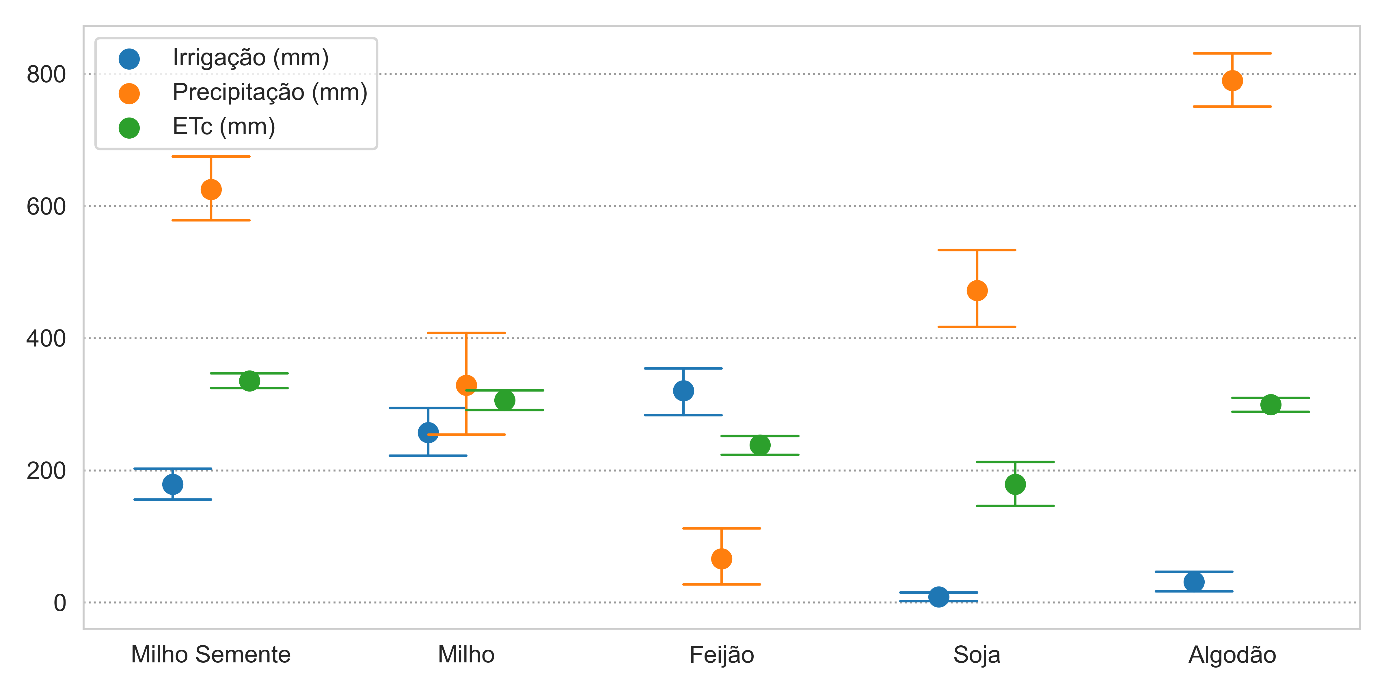 Irrigação (mm)
Precipitação (mm)
ETc (mm)
800
600
400
200
0
Milho Semente
Milho
Feijão
Soja
Algodão